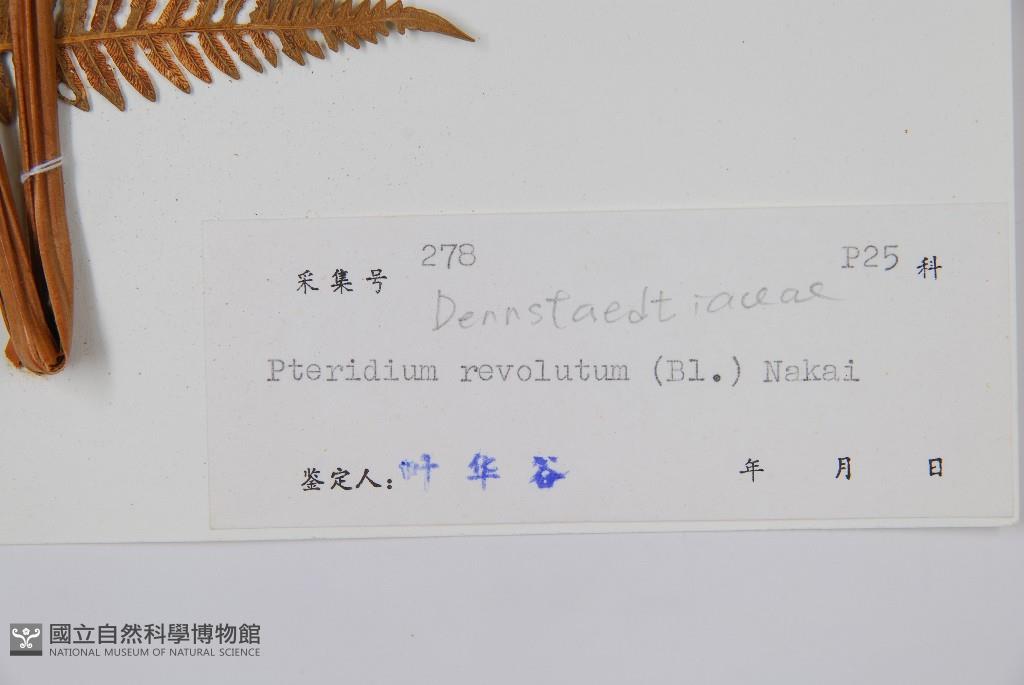 采集号 278 P25 科
Dennstaedtiaceae
Pteridium revolutum (Bl.) Nakai
鉴定人: 叶华谷 年 月 日
國立自然科學博物館
NATIONAL MUSEUM OF NATURAL SCIENCE